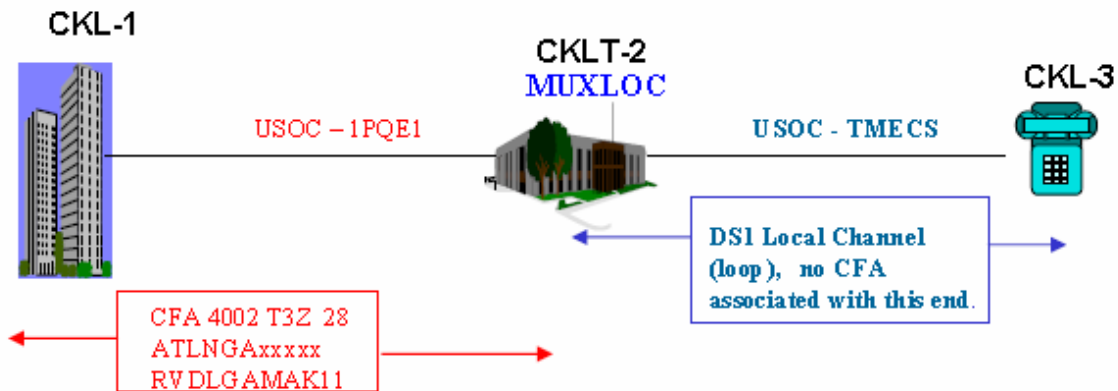 CKL-1
CKLT-2
MUXLOC
CKL-3
USOC – 1PQE1
USOC - TMECS
DS1 Local Channel
(loop), no CFA
associated with this end.
CFA 4002 T3Z 28
ATLNGAxxxxx
RVDLGAMAK11